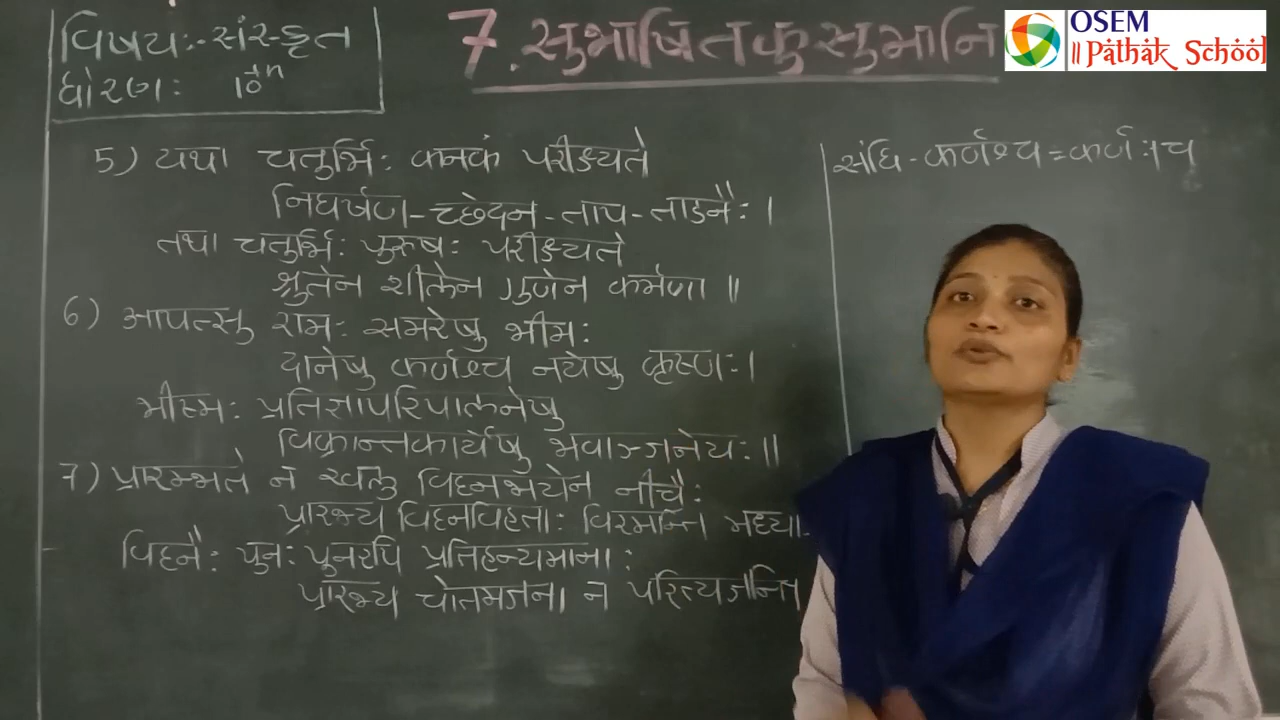 विषयः-संस्कृत
धोरणः 10th
7. सुभाषितकुसुमानि
OSEM
॥ Pathak School
5) यथा चतुर्भिः कनकं परीक्ष्यते
निघर्षण-च्छेदन-ताप-ताडनैः ।
तथा चतुर्भिः पुरुषः परीक्ष्यते
श्रुतेन शीलेन गुणेन कर्मणा ॥
6) आपत्सु रामः समरेषु भीमः
दानेषु कर्णश्च नयेषु कृष्णः ।
भीष्मः प्रतिज्ञापरिपालनेषु
विक्रान्तकार्येषु भवाञ्जनेयः ॥
7) प्रारम्भते न खलु विघ्नभयेन नीचैः
प्रारभ्य विघ्नविहताः विरमन्ति मध्याः
विघ्नैः पुनः पुनरपि प्रतिहन्यमानाः
प्रारभ्य चोतमजना न परित्यजन्ति
संधि - कर्णश्च = कर्णः। च